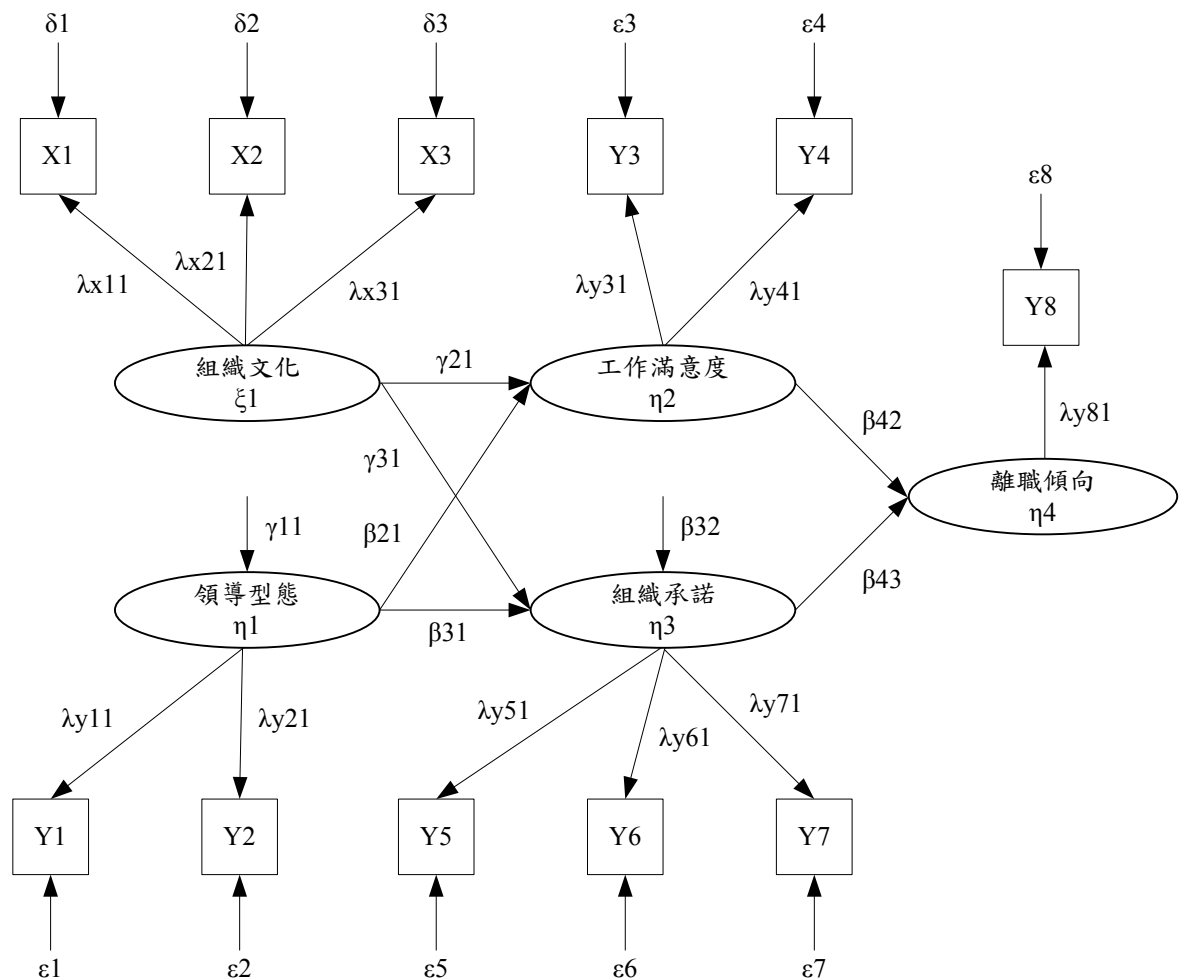 δ1
δ2
δ3
ε3
ε4
X1
X2
X3
Y3
Y4
ε8
λx11
λx21
λx31
λy31
λy41
Y8
組織文化
ξ1
γ21
工作滿意度
η2
β42
λy81
γ31
離職傾向
η4
γ11
β21
β32
β43
領導型態
η1
β31
組織承諾
η3
λy11
λy21
λy51
λy61
λy71
Y1
Y2
Y5
Y6
Y7
ε1
ε2
ε5
ε6
ε7